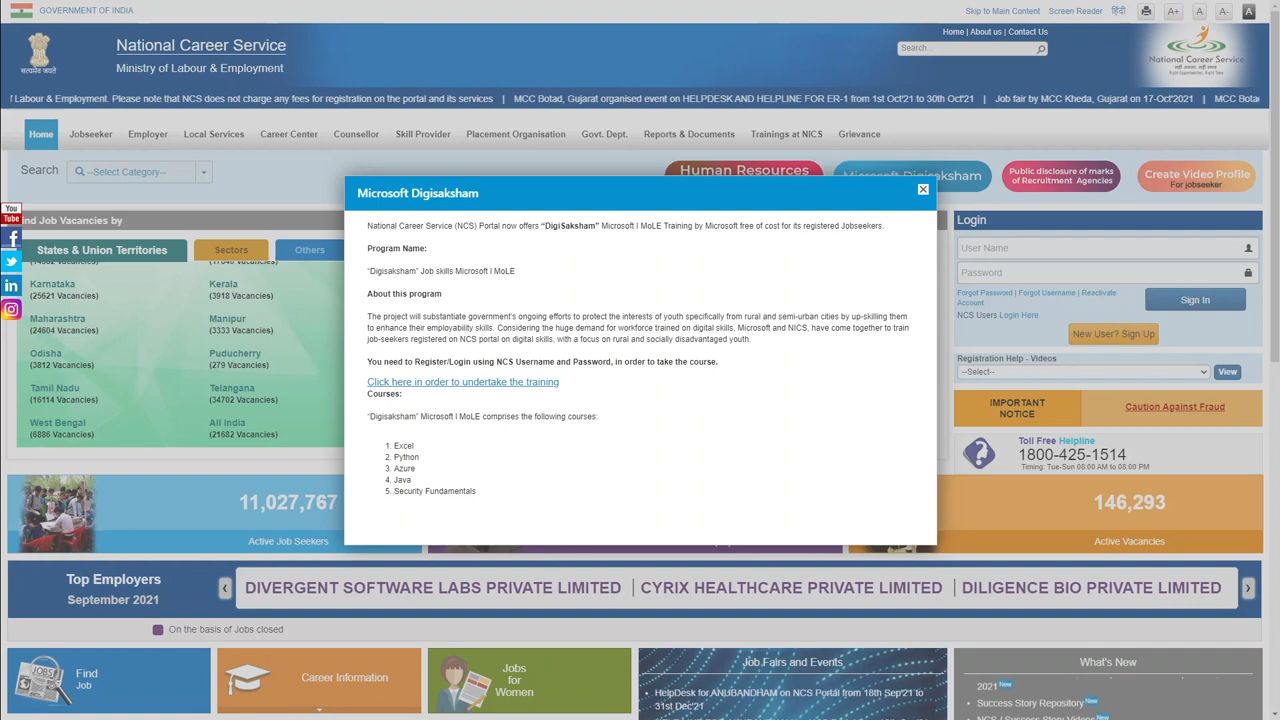 GOVERNMENT OF INDIA
Skip to Main Content
Screen Reader
हिंदी
A+
A
A-
A
National Career Service
Ministry of Labour & Employment
सत्यमेव जयते
Home | About us | Contact Us
Search...
National Career Service
Labour & Employment. Please note that NCS does not charge any fees for registration on the portal and its services | MCC Botad, Gujarat organised event on HELPDESK AND HELPLINE FOR ER-1 from 1st Oct'21 to 30th Oct'21 | Job fair by MCC Kheda, Gujarat on 17-Oct'2021 | MCC Bota
Home
Jobseeker
Employer
Local Services
Career Center
Counsellor
Skill Provider
Placement Organisation
Govt. Dept.
Reports & Documents
Trainings at NICS
Grievance
Search
--Select Category--
Human Resources
Microsoft Digisaksham
Public disclosure of marks
of Recruitment Agencies
Create Video Profile
For jobseeker
You
Tube
ind Job Vacancies by
States & Union Territories
Sectors
Others
Karnataka
(25621 Vacancies)
Kerala
(3918 Vacancies)
Maharashtra
(24604 Vacancies)
Manipur
(3333 Vacancies)
Odisha
(3812 Vacancies)
Puducherry
(279 Vacancies)
Tamil Nadu
(16114 Vacancies)
Telangana
(34702 Vacancies)
West Bengal
(6886 Vacancies)
All India
(21682 Vacancies)
Microsoft Digisaksham
National Career Service (NCS) Portal now offers “DigiSaksham” Microsoft I MoLE Training by Microsoft free of cost for its registered Jobseekers.
Program Name:
“Digisaksham” Job skills Microsoft I MoLE
About this program
The project will substantiate government's ongoing efforts to protect the interests of youth specifically from rural and semi-urban cities by up-skilling them
to enhance their employability skills. Considering the huge demand for workforce trained on digital skills, Microsoft and NICS, have come together to train
job-seekers registered on NCS portal on digital skills, with a focus on rural and socially disadvantaged youth.
You need to Register/Login using NCS Username and Password, in order to take the course.
Click here in order to undertake the training
Courses:
“Digisaksham” Microsoft I MoLE comprises the following courses:
1. Excel
2. Python
3. Azure
4. Java
5. Security Fundamentals
Login
User Name
Password
Forgot Password | Forgot Username | Reactivate
Account
NCS Users Login Here
Sign In
New User? Sign Up
Registration Help - Videos
--Select--
View
IMPORTANT
NOTICE
Caution Against Fraud
Toll Free Helpline
1800-425-1514
Timing: Tue-Sun 08:00 AM to 08:00 PM
11,027,767
Active Job Seekers
146,293
Active Vacancies
Top Employers
September 2021
DIVERGENT SOFTWARE LABS PRIVATE LIMITED | CYRIX HEALTHCARE PRIVATE LIMITED | DILIGENCE BIO PRIVATE LIMITED
On the basis of Jobs closed
JOBS
Find
Job
Career Information
Jobs
for
Women
Job Fairs and Events
HelpDesk for ANUBANDHAM on NCS Portal from 18th Sep'21 to
31st Dec'21
What's New
2021 New
Success Story Repository New
NCS / Success Story Videos New